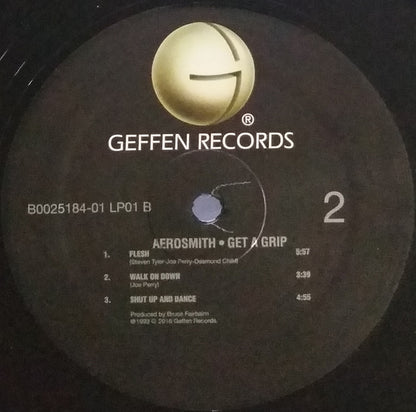 ®
GEFFEN RECORDS
B0025184-01 LP01 B
2
AEROSMITH • GET A GRIP
1. FLESH 5:57
(Steven Tyler-Joe Perry-Desmond Child)
2. WALK ON DOWN 3:39
(Joe Perry)
3. SHUT UP AND DANCE 4:55
Produced by Bruce Fairbairn
Geffen Records.